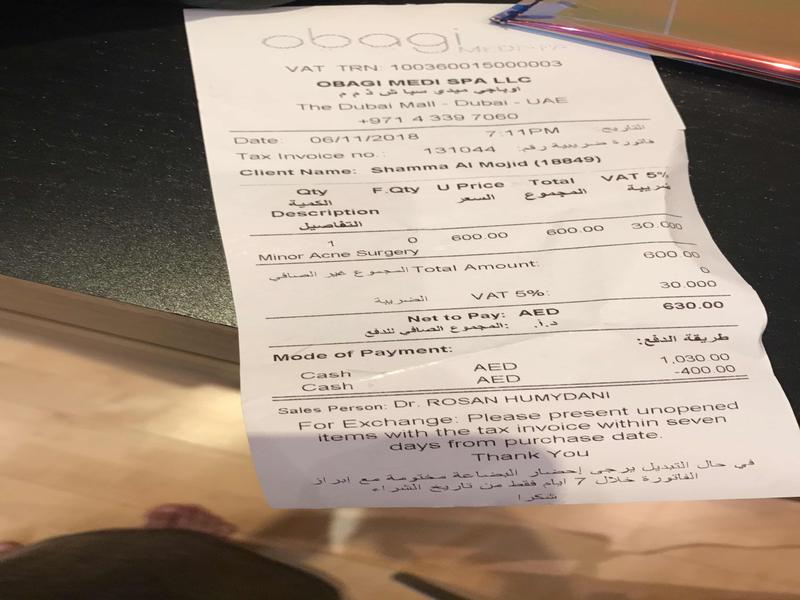 obagi
MEDI SPA
VAT TRN: 100360015000003
OBAGI MEDI SPA LLC
اوباجي ميدي سبا ش ذ م م
The Dubai Mall - Dubai - UAE
+971 4 339 7060
Date: 06/11/2018 7:11PM التاريخ:
Tax Invoice no.: 131044 فاتورة ضريبية رقم:
Client Name: Shamma Al Mojid (18849)
Qty F.Qty U Price Total VAT 5%
الكمية السعر المجموع ضريبة
Description
التفاصيل
1 0 600.00 600.00 30.000
Minor Acne Surgery
المجموع غير الصافي Total Amount: 600.00
0
الضريبة VAT 5%: 30.000
Net to Pay: AED 630.00
المجموع الصافي للدفع: د.أ.
Mode of Payment: طريقة الدفع:
Cash AED 1,030.00
Cash AED -400.00
Sales Person: Dr. ROSAN HUMYDANI
For Exchange: Please present unopened
items with the tax invoice within seven
days from purchase date.
Thank You
في حال التبديل يرجى إحضار البضاعة مختومة مع إبراز
الفاتورة خلال 7 ايام فقط من تاريخ الشراء
شكرا